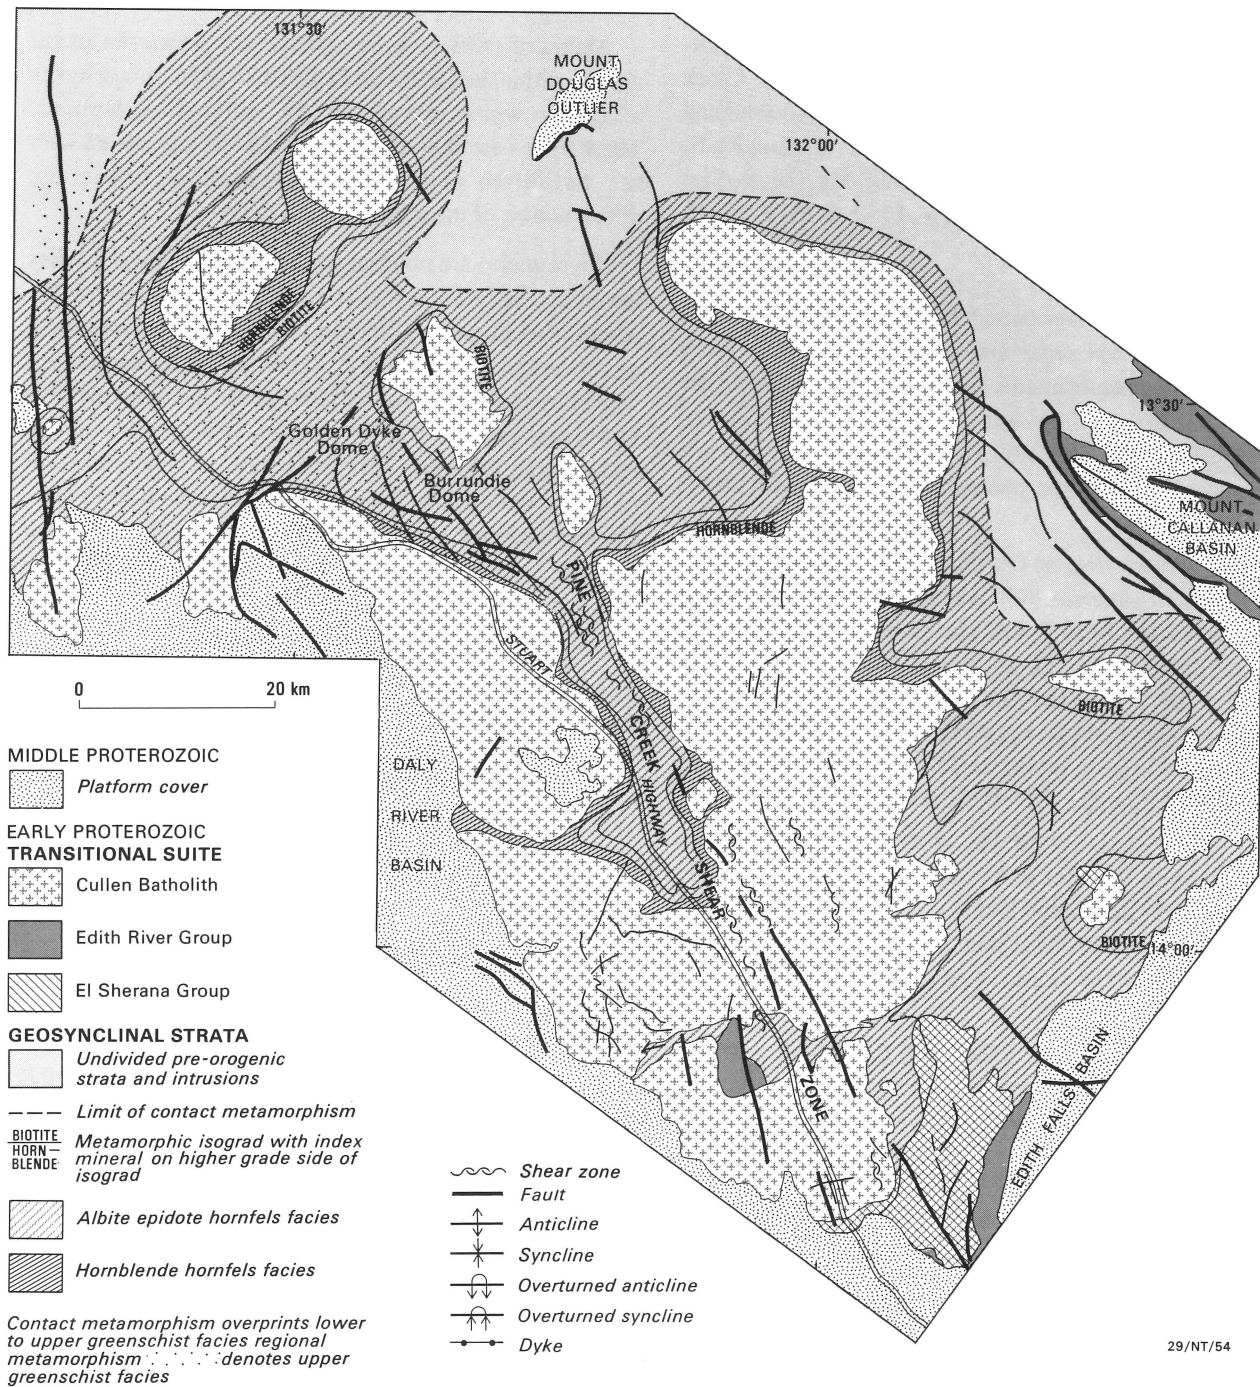 131°30′
MOUNT
DOUGLAS
OUTLIER
132°00′
HORNBLENDE
BIOTITE
BIOTITE
13°30′
Golden Dyke
Dome
Burrundie
Dome
MOUNT
CALLANAN
BASIN
HORNBLENDE
PINE
STUART
CREEK
HIGHWAY
SHEAR
ZONE
BIOTITE
DALY
RIVER
BASIN
BIOTITE
14°00′
EDITH FALLS BASIN
0 20 km
MIDDLE PROTEROZOIC
Platform cover
EARLY PROTEROZOIC
TRANSITIONAL SUITE
Cullen Batholith
Edith River Group
El Sherana Group
GEOSYNCLINAL STRATA
Undivided pre-orogenic
strata and intrusions
Limit of contact metamorphism
BIOTITE
HORN–
BLENDE
Metamorphic isograd with index
mineral on higher grade side of
isograd
Albite epidote hornfels facies
Hornblende hornfels facies
Contact metamorphism overprints lower
to upper greenschist facies regional
metamorphism denotes upper
greenschist facies
Shear zone
Fault
Anticline
Syncline
Overturned anticline
Overturned syncline
Dyke
29/NT/54